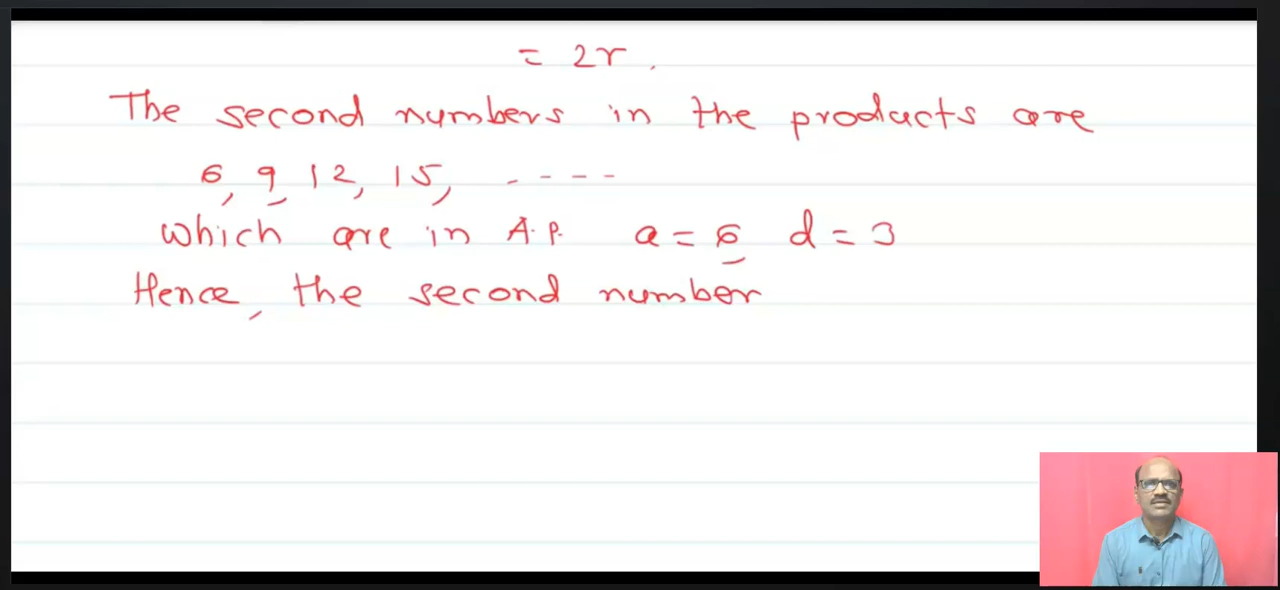 = 2r.
The second numbers in the products are
6, 9, 12, 15, - - - -
which are in A.P. a = 6 d = 3
Hence, the second number